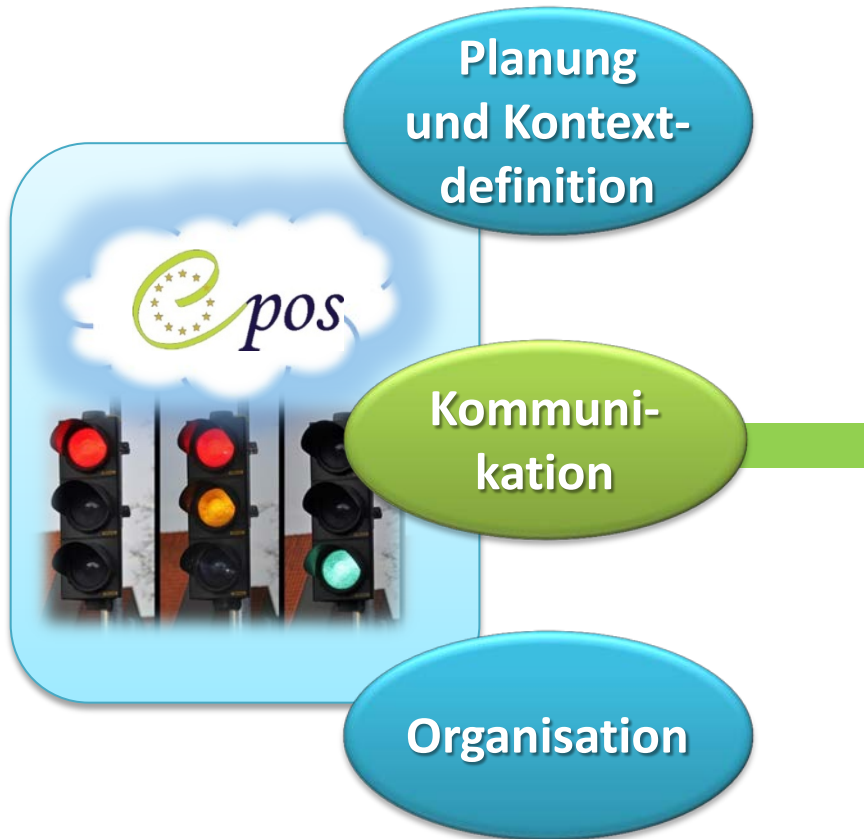 Planung
und Kontext-
definition
epos
Kommuni-
kation
Organisation